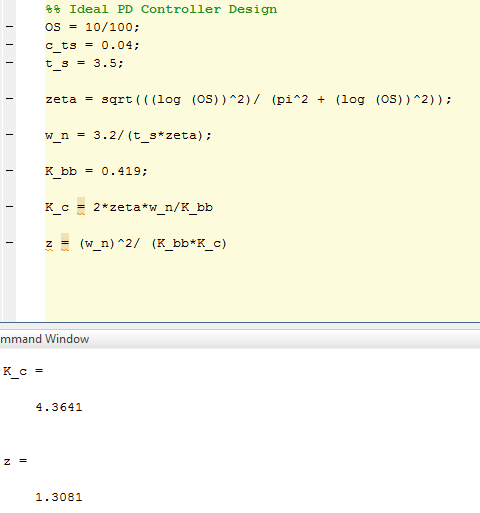 %% Ideal PD Controller Design
OS = 10/100;
c_ts = 0.04;
t_s = 3.5;
zeta = sqrt(((log (OS))^2)/ (pi^2 + (log (OS))^2));
w_n = 3.2/(t_s*zeta);
K_bb = 0.419;
K_c = 2*zeta*w_n/K_bb
z = (w_n)^2/ (K_bb*K_c)
mmand Window
K_c =
4.3641
z =
1.3081